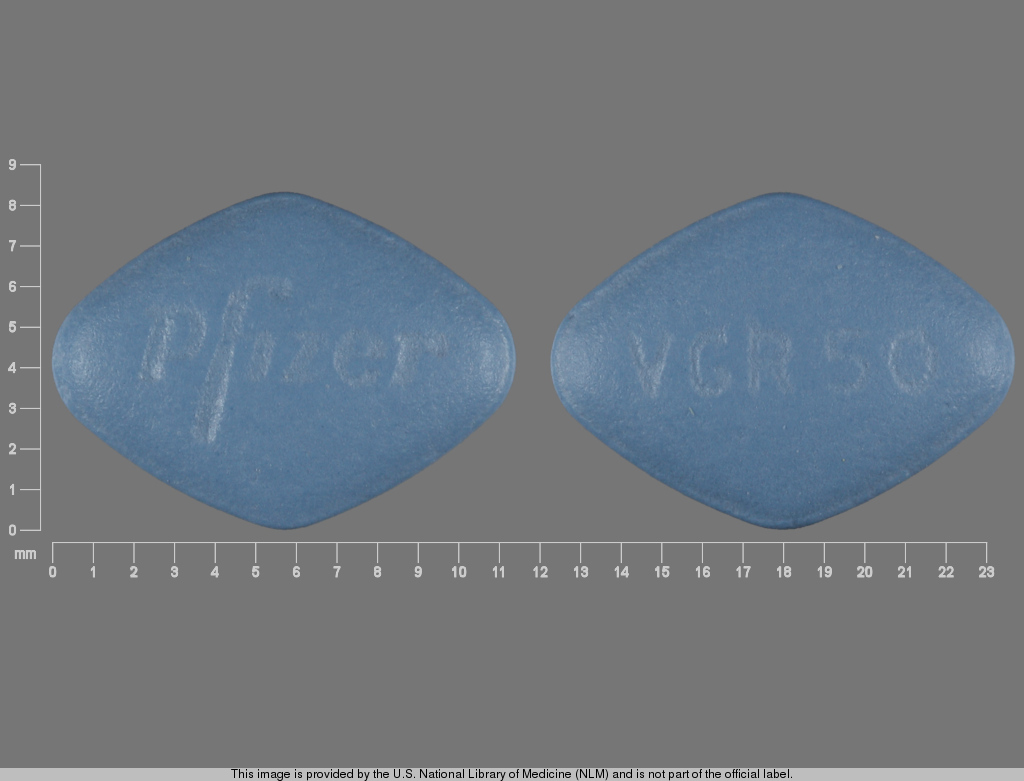 Pfizer
VGR 50
9
8
7
6
5
4
3
2
1
0
mm
0 1 2 3 4 5 6 7 8 9 10 11 12 13 14 15 16 17 18 19 20 21 22 23
This image is provided by the U.S. National Library of Medicine (NLM) and is not part of the official label.